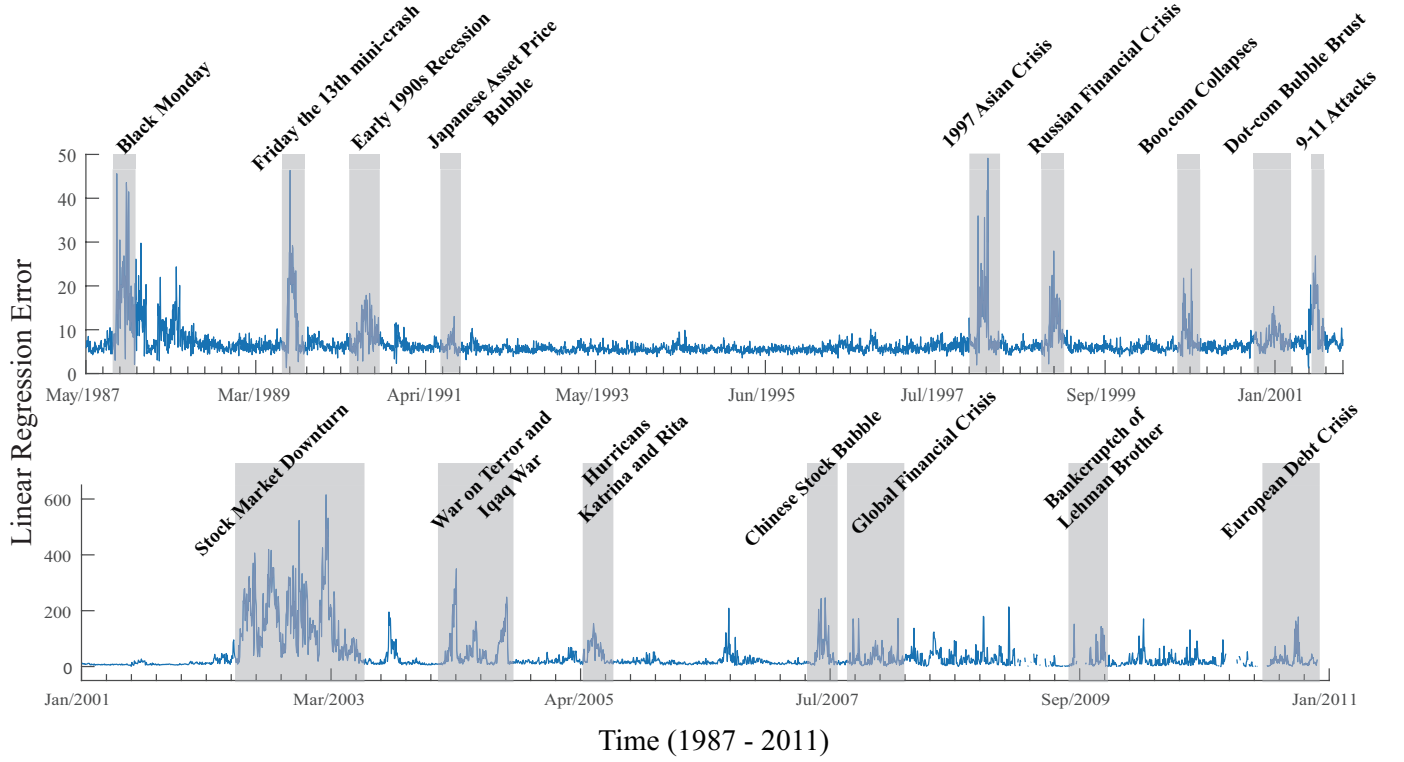 Black Monday
Friday the 13th mini-crash
Early 1990s Recession
Japanese Asset Price
Bubble
1997 Asian Crisis
Russian Financial Crisis
Boo.com Collapses
Dot-com Bubble Brust
9-11 Attacks
Linear Regression Error
50
40
30
20
10
0
May/1987
Mar/1989
Apri/1991
May/1993
Jun/1995
Jul/1997
Sep/1999
Jan/2001
Stock Market Downturn
War on Terror and
Iqaq War
Hurricans
Katrina and Rita
Chinese Stock Bubble
Global Financial Crisis
Bankcruptch of
Lehman Brother
European Debt Crisis
600
400
200
0
Jan/2001
Mar/2003
Apr/2005
Jul/2007
Sep/2009
Jan/2011
Time (1987 - 2011)